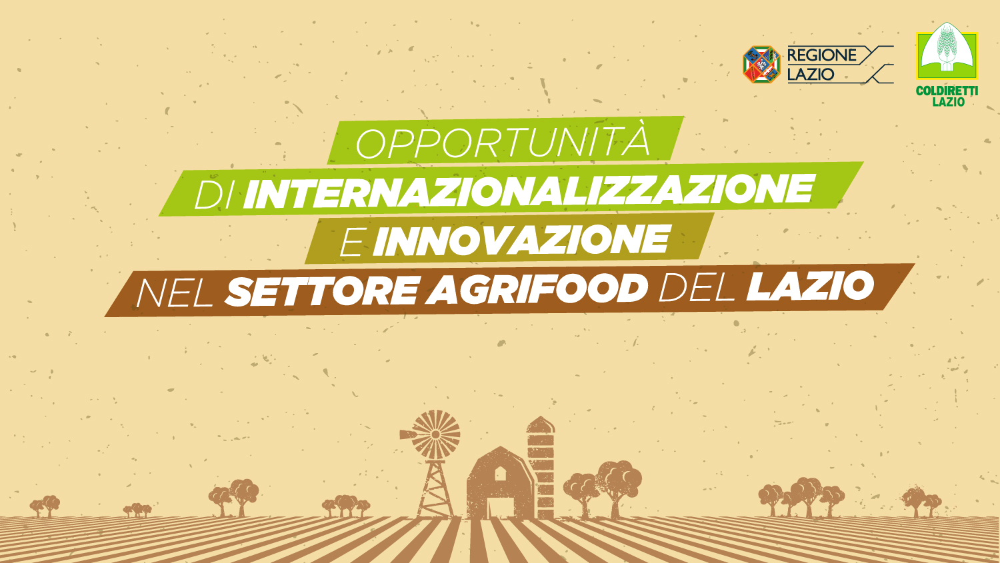 REGIONE
LAZIO
COLDIRETTI
LAZIO
OPPORTUNITÀ
DI INTERNAZIONALIZZAZIONE
E INNOVAZIONE
NEL SETTORE AGRIFOOD DEL LAZIO